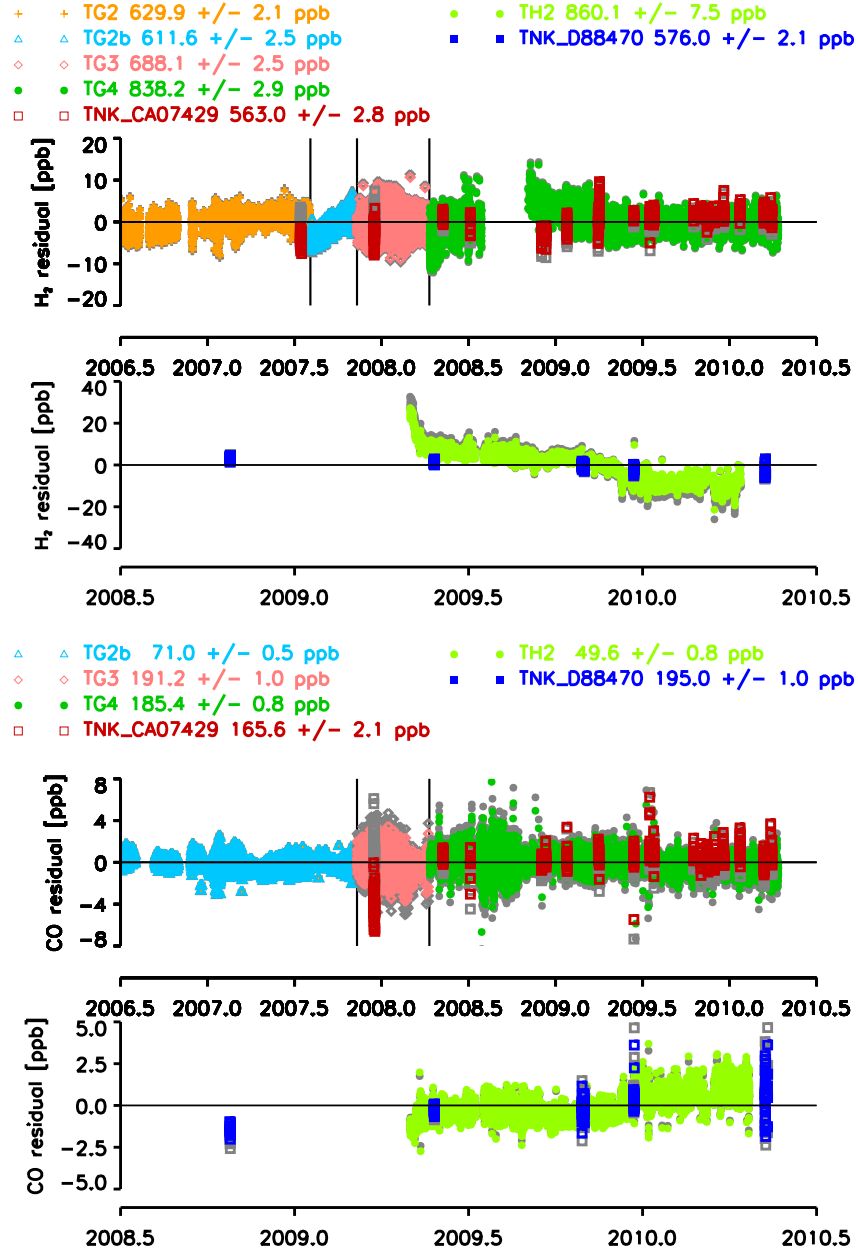 TG2 629.9 +/- 2.1 ppb
TG2b 611.6 +/- 2.5 ppb
TG3 688.1 +/- 2.5 ppb
TG4 838.2 +/- 2.9 ppb
TNK_CA07429 563.0 +/- 2.8 ppb
TH2 860.1 +/- 7.5 ppb
TNK_D88470 576.0 +/- 2.1 ppb
H₂ residual [ppb]
20
10
0
-10
-20
2006.5 2007.0 2007.5 2008.0 2008.5 2009.0 2009.5 2010.0 2010.5
H₂ residual [ppb]
40
20
0
-20
-40
2008.5 2009.0 2009.5 2010.0 2010.5
TG2b 71.0 +/- 0.5 ppb
TG3 191.2 +/- 1.0 ppb
TG4 185.4 +/- 0.8 ppb
TNK_CA07429 165.6 +/- 2.1 ppb
TH2 49.6 +/- 0.8 ppb
TNK_D88470 195.0 +/- 1.0 ppb
CO residual [ppb]
8
4
0
-4
-8
2006.5 2007.0 2007.5 2008.0 2008.5 2009.0 2009.5 2010.0 2010.5
CO residual [ppb]
5.0
2.5
0.0
-2.5
-5.0
2008.5 2009.0 2009.5 2010.0 2010.5